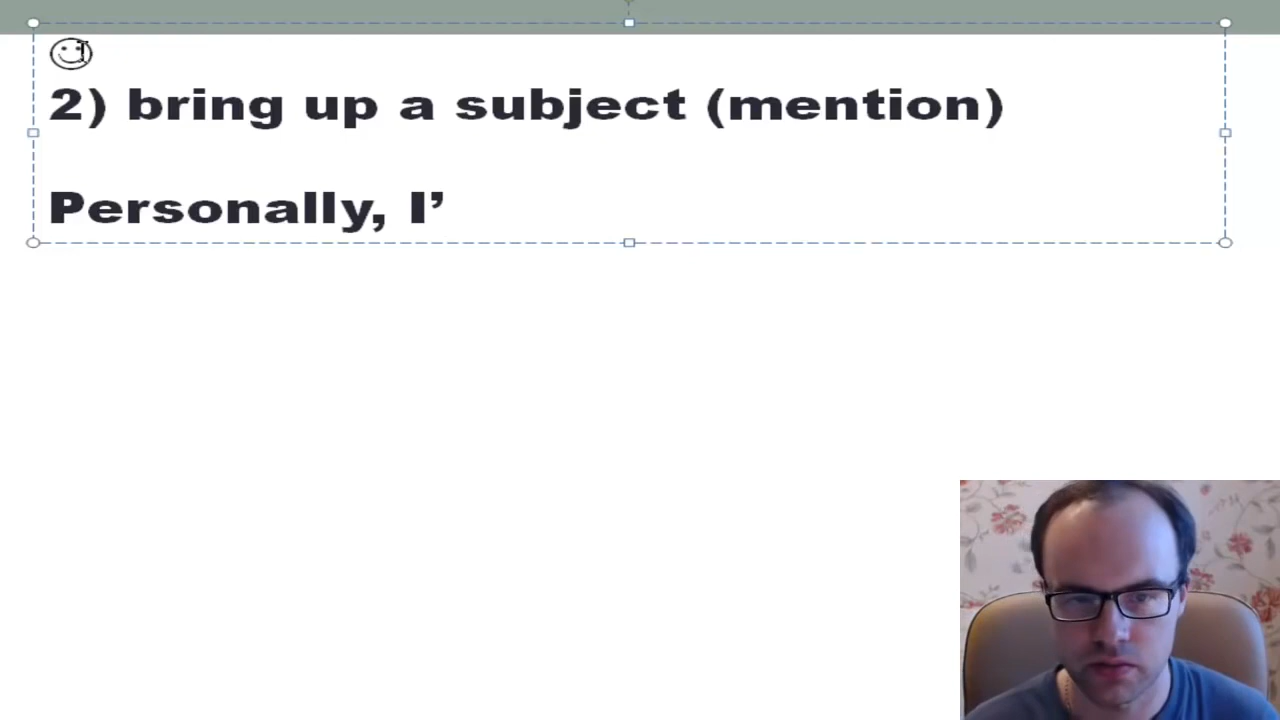 2) bring up a subject (mention)
Personally, I’